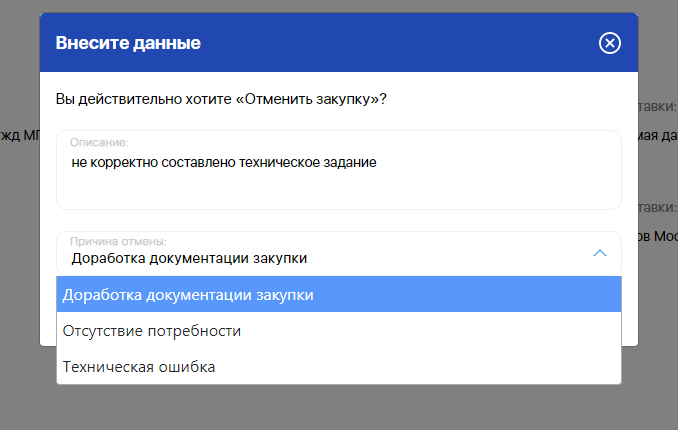 Внесите данные
Вы действительно хотите «Отменить закупку»?
тавки:
жд МГ
мая да
Описание:
не корректно составлено техническое задание
тавки:
Причина отмены:
ов Мос
Доработка документации закупки
Доработка документации закупки
Отсутствие потребности
Техническая ошибка